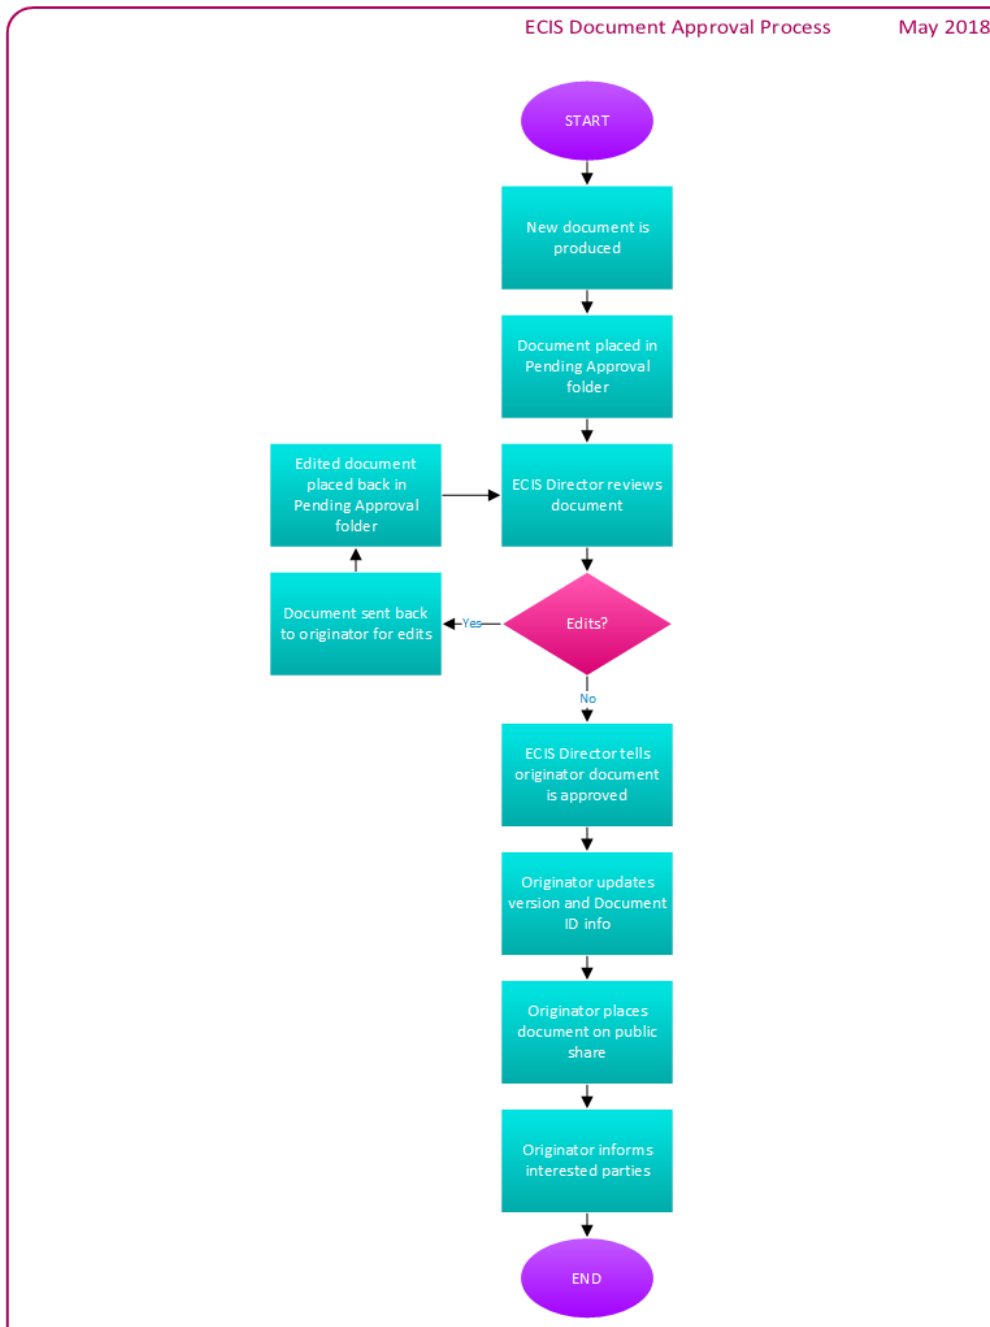 ECIS Document Approval Process May 2018
START
New document is
produced
Document placed in
Pending Approval
folder
Edited document
placed back in
Pending Approval
folder
ECIS Director reviews
document
Document sent back
to originator for edits
Yes
Edits?
No
ECIS Director tells
originator document
is approved
Originator updates
version and Document
ID info
Originator places
document on public
share
Originator informs
interested parties
END